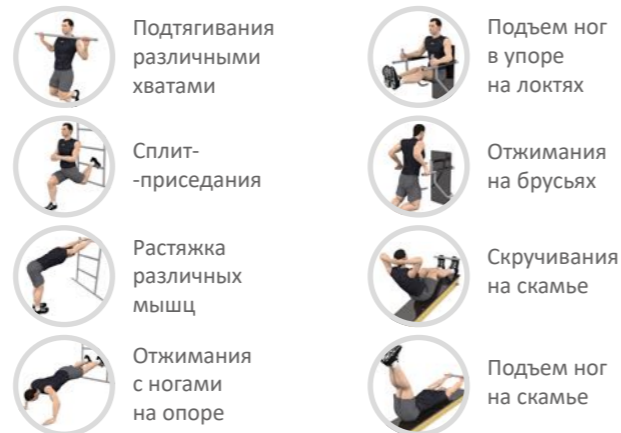 Подтягивания
различными
хватами
Сплит-
-приседания
Растяжка
различных
мышц
Отжимания
с ногами
на опоре
Подъем ног
в упоре
на локтях
Отжимания
на брусьях
Скручивания
на скамье
Подъем ног
на скамье